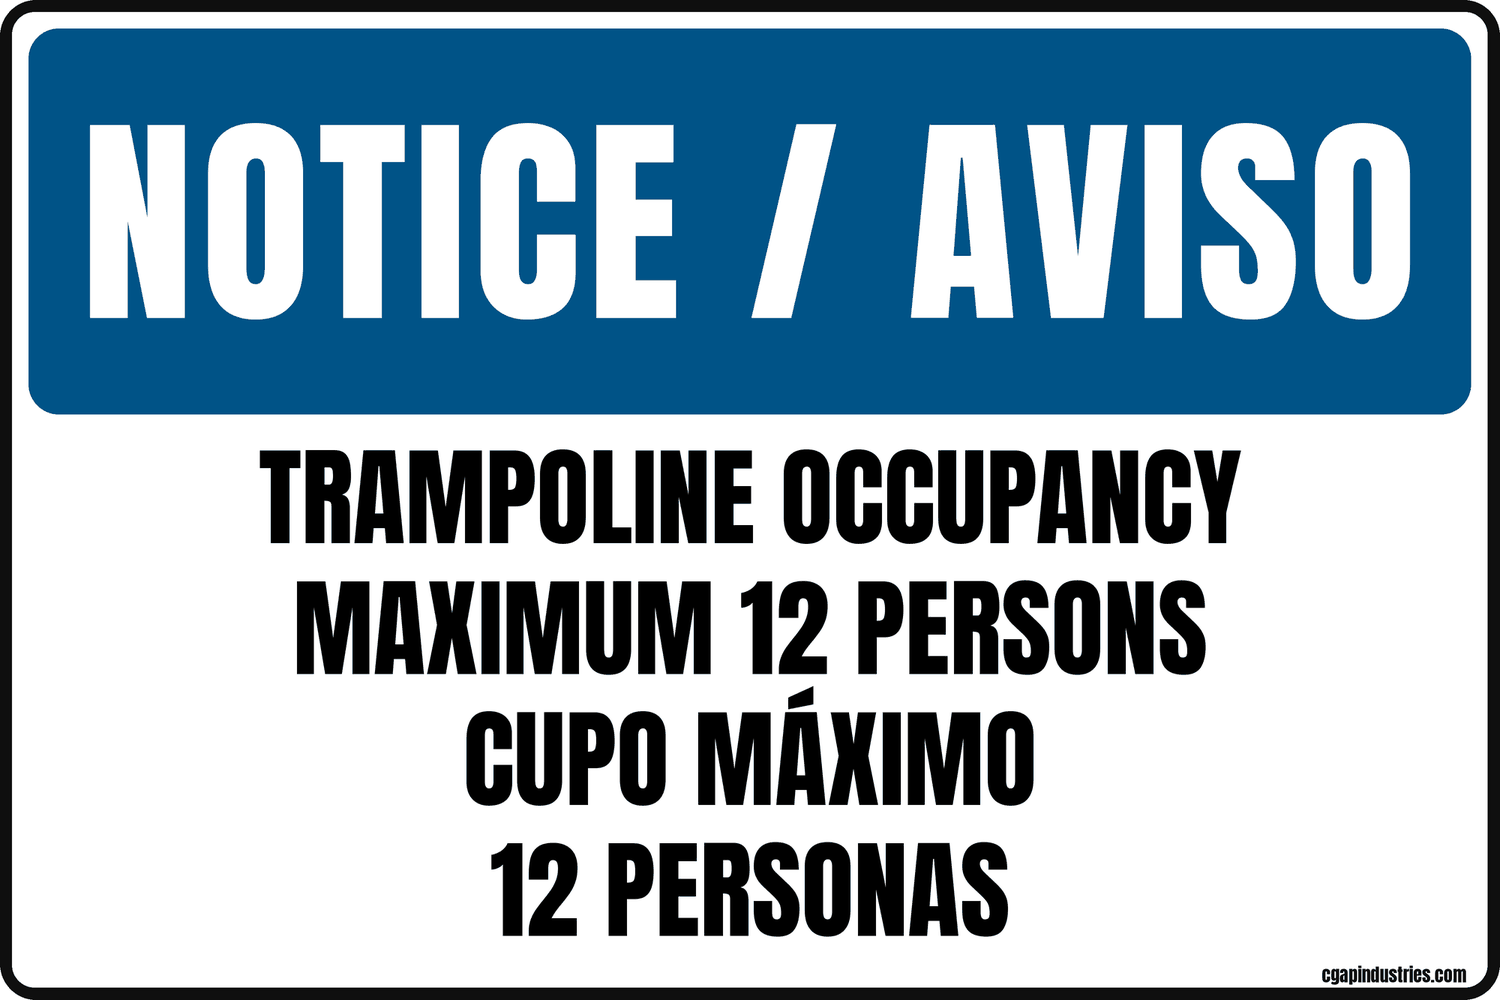 NOTICE / AVISO
TRAMPOLINE OCCUPANCY
MAXIMUM 12 PERSONS
CUPO MÁXIMO
12 PERSONAS
cgapindustries.com